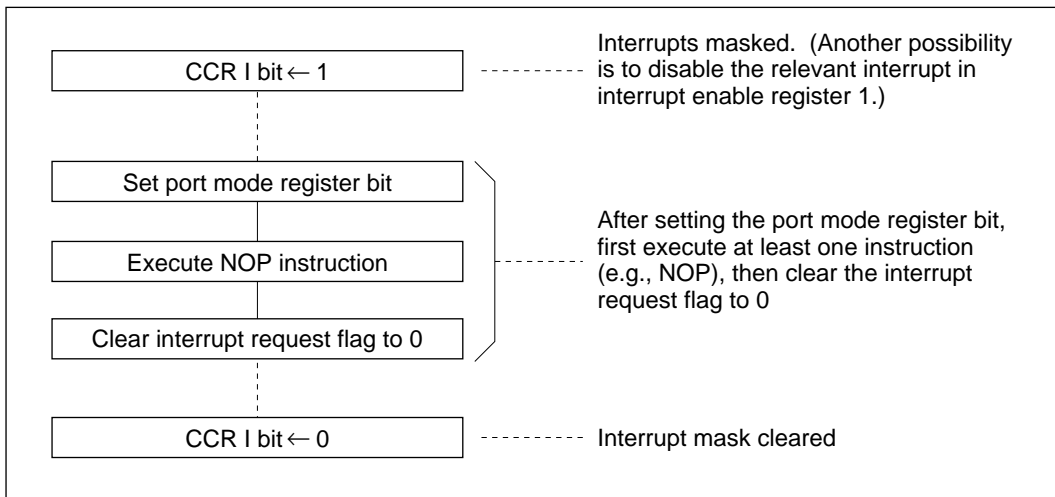 CCR I bit ← 1
Interrupts masked. (Another possibility
is to disable the relevant interrupt in
interrupt enable register 1.)
Set port mode register bit
Execute NOP instruction
Clear interrupt request flag to 0
After setting the port mode register bit,
first execute at least one instruction
(e.g., NOP), then clear the interrupt
request flag to 0
CCR I bit ← 0
Interrupt mask cleared